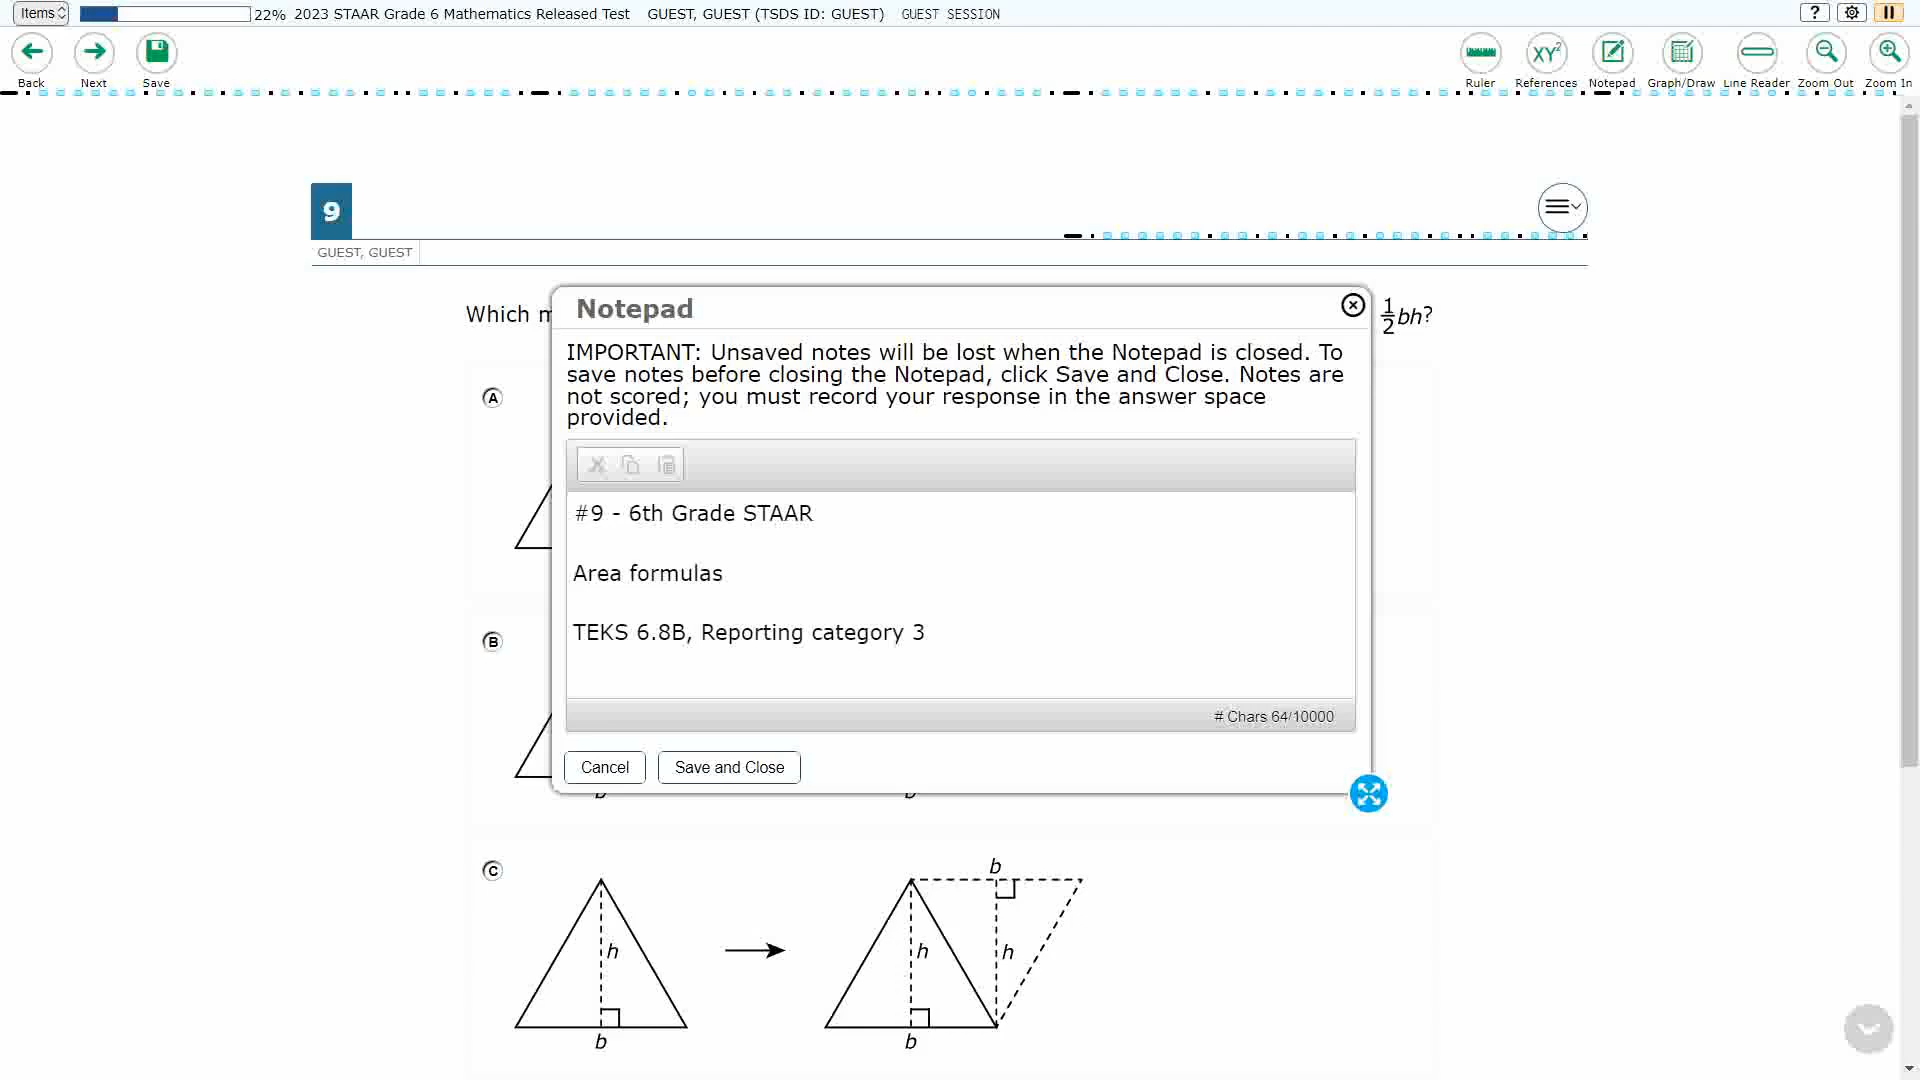 Items 22% 2023 STAAR Grade 6 Mathematics Released Test GUEST, GUEST (TSDS ID: GUEST) GUEST SESSION ?
Back Next Save Ruler XY² References Notepad Graph/Draw Line Reader Zoom Out Zoom In
9
GUEST, GUEST
Which
1/2 bh?
Notepad
IMPORTANT: Unsaved notes will be lost when the Notepad is closed. To
save notes before closing the Notepad, click Save and Close. Notes are
not scored; you must record your response in the answer space
provided.
A
#9 - 6th Grade STAAR
Area formulas
TEKS 6.8B, Reporting category 3
B
# Chars 64/10000
Cancel Save and Close
C
b
h h h
b b